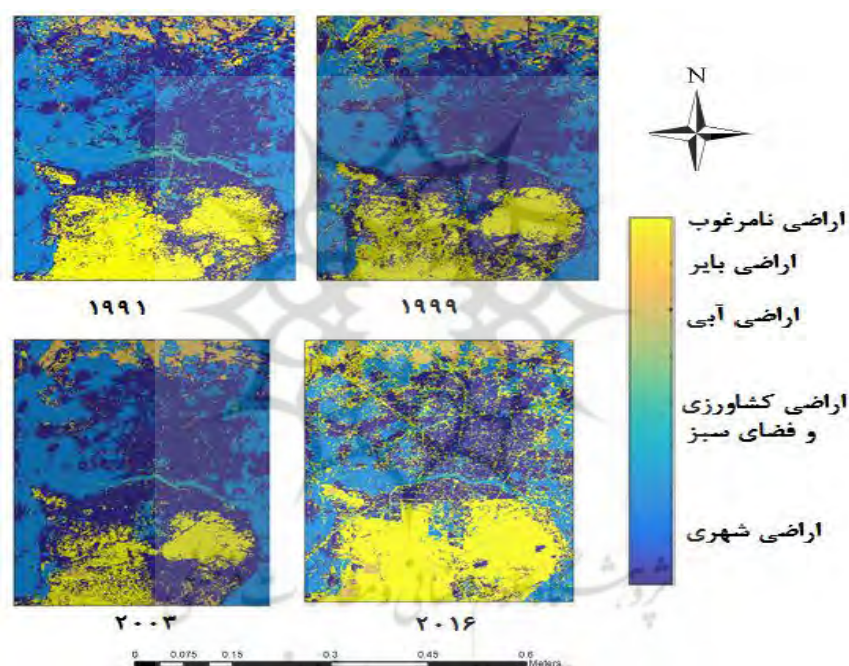 N
۱۹۹۱
۱۹۹۹
اراضی نامرغوب
اراضی بایر
اراضی آبی
اراضی کشاورزی
و فضای سبز
اراضی شهری
۲۰۰۳
۲۰۱۶
0 0.075 0.15 0.3 0.45 0.6
Meters